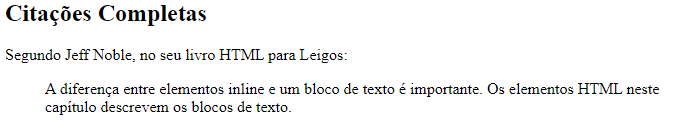 Citações Completas
Segundo Jeff Noble, no seu livro HTML para Leigos:
A diferença entre elementos inline e um bloco de texto é importante. Os elementos HTML neste
capítulo descrevem os blocos de texto.